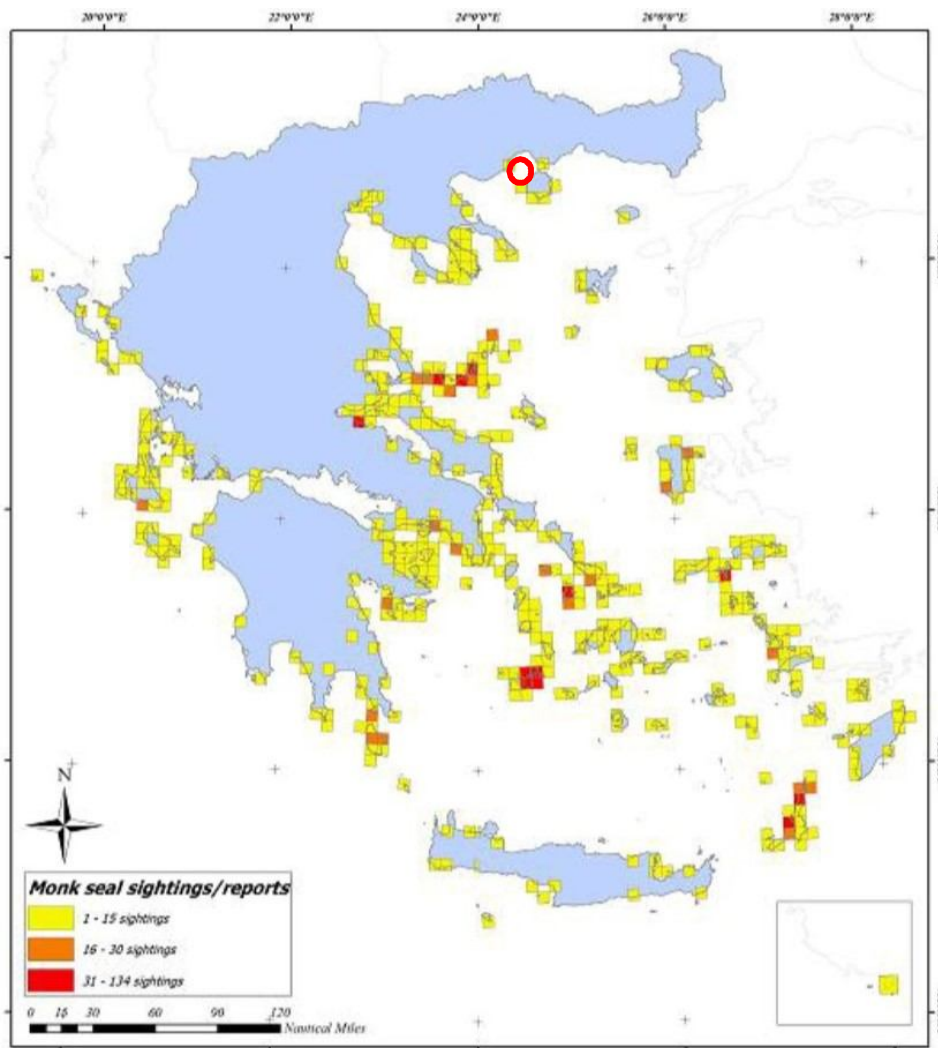 20°0'0"E 22°0'0"E 24°0'0"E 26°0'0"E 28°0'0"E
N
Monk seal sightings/reports
1 - 15 sightings
16 - 30 sightings
31 - 134 sightings
0 15 30 60 90 120
Nautical Miles